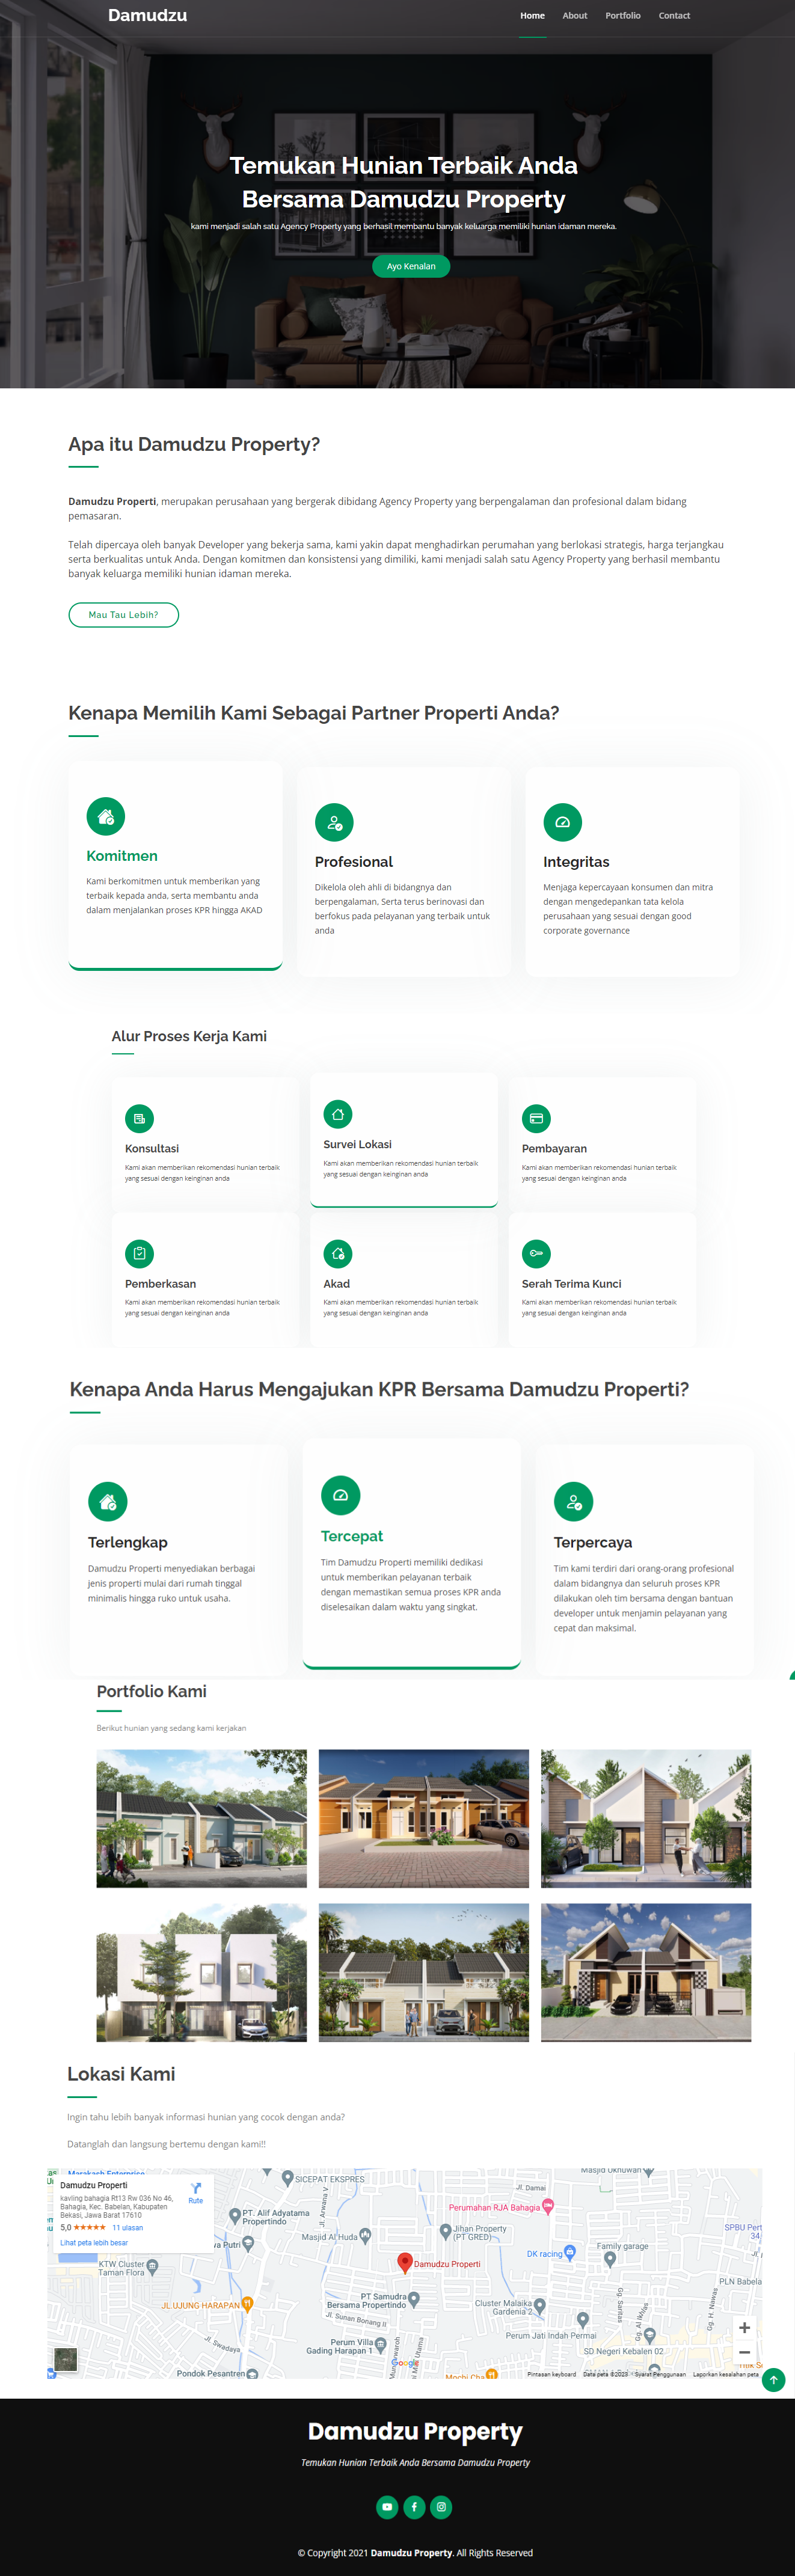 Damudzu
Home About Portfolio Contact
Temukan Hunian Terbaik Anda
Bersama Damudzu Property
kami menjadi salah satu Agency Property yang berhasil membantu banyak keluarga memiliki hunian idaman mereka.
Ayo Kenalan
Apa itu Damudzu Property?
Damudzu Properti, merupakan perusahaan yang bergerak dibidang Agency Property yang berpengalaman dan profesional dalam bidang
pemasaran.
Telah dipercaya oleh banyak Developer yang bekerja sama, kami yakin dapat menghadirkan perumahan yang berlokasi strategis, harga terjangkau
serta berkualitas untuk Anda. Dengan komitmen dan konsistensi yang dimiliki, kami menjadi salah satu Agency Property yang berhasil membantu
banyak keluarga memiliki hunian idaman mereka.
Mau Tau Lebih?
Kenapa Memilih Kami Sebagai Partner Properti Anda?
Komitmen
Kami berkomitmen untuk memberikan yang
terbaik kepada anda, serta membantu anda
dalam menjalankan proses KPR hingga AKAD
Profesional
Dikelola oleh ahli di bidangnya dan
berpengalaman, Serta terus berinovasi dan
berfokus pada pelayanan yang terbaik untuk
anda
Integritas
Menjaga kepercayaan konsumen dan mitra
dengan mengedepankan tata kelola
perusahaan yang sesuai dengan good
corporate governance
Alur Proses Kerja Kami
Konsultasi
Kami akan memberikan rekomendasi hunian terbaik
yang sesuai dengan keinginan anda
Survei Lokasi
Kami akan memberikan rekomendasi hunian terbaik
yang sesuai dengan keinginan anda
Pembayaran
Kami akan memberikan rekomendasi hunian terbaik
yang sesuai dengan keinginan anda
Pemberkasan
Kami akan memberikan rekomendasi hunian terbaik
yang sesuai dengan keinginan anda
Akad
Kami akan memberikan rekomendasi hunian terbaik
yang sesuai dengan keinginan anda
Serah Terima Kunci
Kami akan memberikan rekomendasi hunian terbaik
yang sesuai dengan keinginan anda
Kenapa Anda Harus Mengajukan KPR Bersama Damudzu Properti?
Terlengkap
Damudzu Properti menyediakan berbagai
jenis properti mulai dari rumah tinggal
minimalis hingga ruko untuk usaha.
Tercepat
Tim Damudzu Properti memiliki dedikasi
untuk memberikan pelayanan terbaik
dengan memastikan semua proses KPR anda
diselesaikan dalam waktu yang singkat.
Terpercaya
Tim kami terdiri dari orang-orang profesional
dalam bidangnya dan seluruh proses KPR
dilakukan oleh tim bersama dengan bantuan
developer untuk menjamin pelayanan yang
cepat dan maksimal.
Portfolio Kami
Berikut hunian yang sedang kami kerjakan
Lokasi Kami
Ingin tahu lebih banyak informasi hunian yang cocok dengan anda?
Datanglah dan langsung bertemu dengan kami!!
Damudzu Properti
kavling bahagia Rt13 Rw 036 No 46,
Bahagia, Kec. Babelan, Kabupaten
Bekasi, Jawa Barat 17610
5,0 ★★★★★ 11 ulasan
Lihat peta lebih besar
Rute
SICEPAT EKSPRES
Jl. Damai
Perumahan RJA Bahagia
PT. Alif Adyatama
Propertindo
Jl. Arwana V
Masjid Al Huda
Jihan Property
(PT GRED)
SPBU Pert
34
Putri
DK racing
Family garage
KTW Cluster
Taman Flora
Damudzu Properti
PLN Babela
JL UJUNG HARAPAN
PT Samudra
Bersama Propertindo
Cluster Malaika
Gardenia 2
Jl. Sunan Bonang II
Gg. H. Nawas
Jl. Swadaya
Perum Villa
Gading Harapan 1
Perum Jati Indah Permai
SD Negeri Kebalen 02
Pondok Pesantren
Google
Mochi Cha
Pintasan keyboard Data peta ©2023 Syarat Penggunaan Laporkan kesalahan peta
Damudzu Property
Temukan Hunian Terbaik Anda Bersama Damudzu Property
© Copyright 2021 Damudzu Property. All Rights Reserved